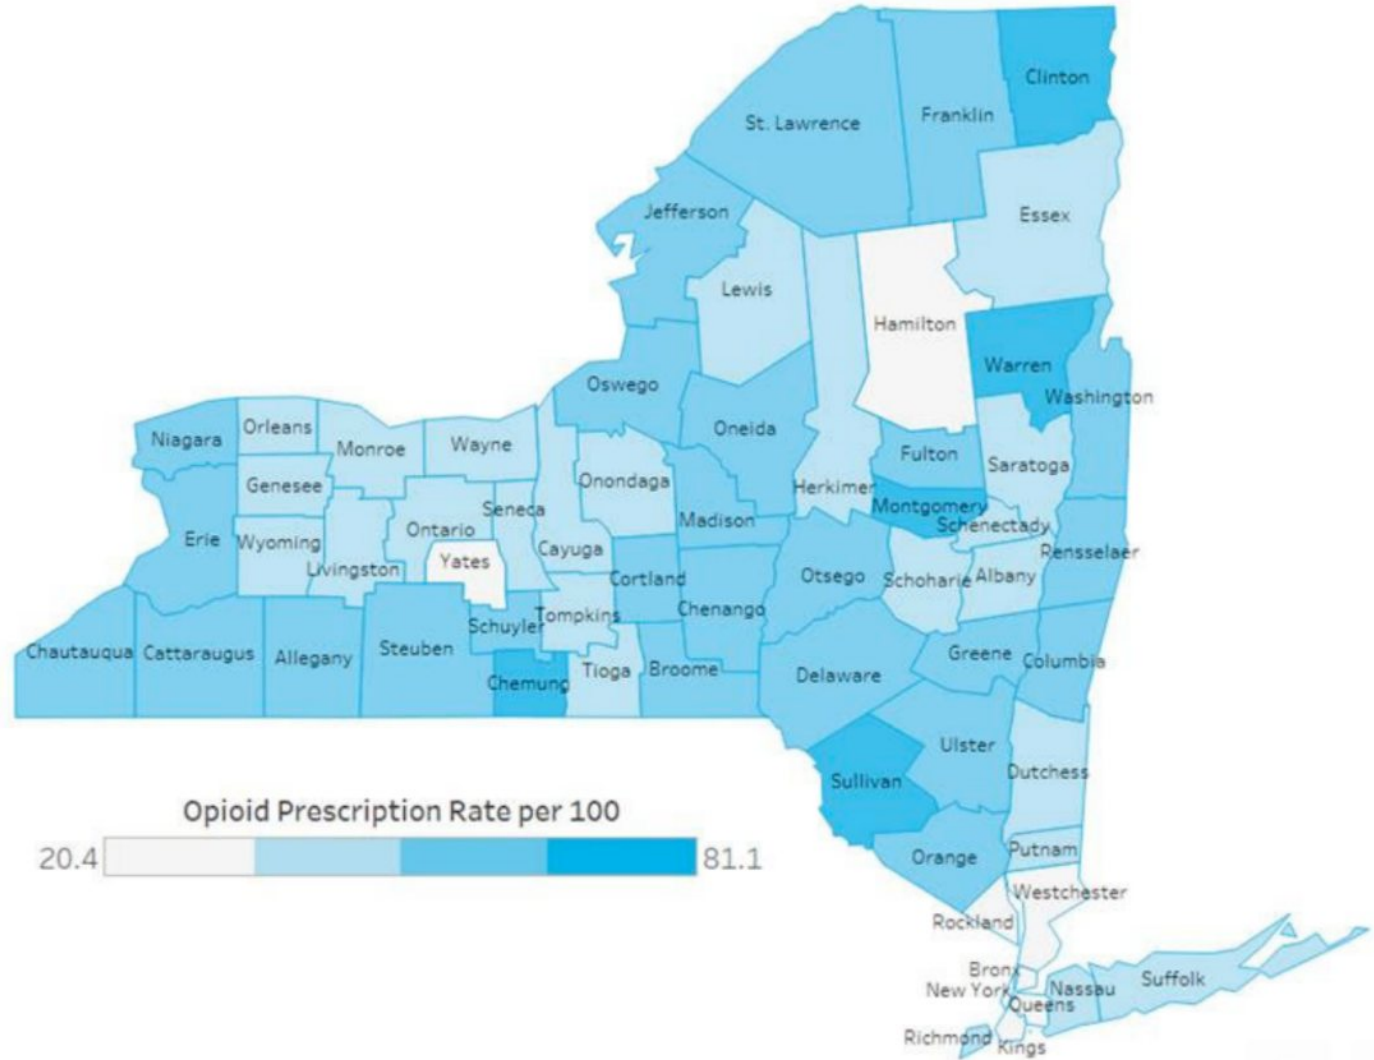 Clinton
St. Lawrence
Franklin
Jefferson
Essex
Lewis
Hamilton
Warren
Oswego
Washington
Oneida
Niagara
Orleans
Monroe
Wayne
Fulton
Saratoga
Genesee
Onondaga
Herkimer
Montgomery
Seneca
Madison
Schenectady
Ontario
Erie
Wyoming
Cayuga
Rensselaer
Yates
Livingston
Cortland
Otsego
Schoharie
Albany
Chenango
Tompkins
Schuyler
Chautauqua
Cattaraugus
Allegany
Steuben
Greene
Columbia
Chemung
Tioga
Broome
Delaware
Ulster
Dutchess
Sullivan
Opioid Prescription Rate per 100
20.4
81.1
Orange
Putnam
Westchester
Rockland
Bronx
New York
Nassau
Suffolk
Queens
Richmond
Kings